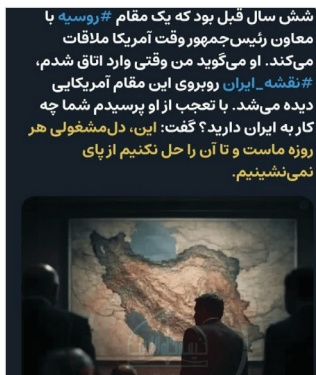 شش سال قبل بود که یک مقام #روسیه با
معاون رئیس‌جمهور وقت آمریکا ملاقات
می‌کند. او می‌گوید من وقتی وارد اتاق شدم،
#نقشه_ایران روبروی این مقام آمریکایی
دیده می‌شد. با تعجب از او پرسیدم شما چه
کار به ایران دارید؟ گفت: این، دل‌مشغولی هر
روزه ماست و تا آن را حل نکنیم از پای
نمی‌نشینیم.